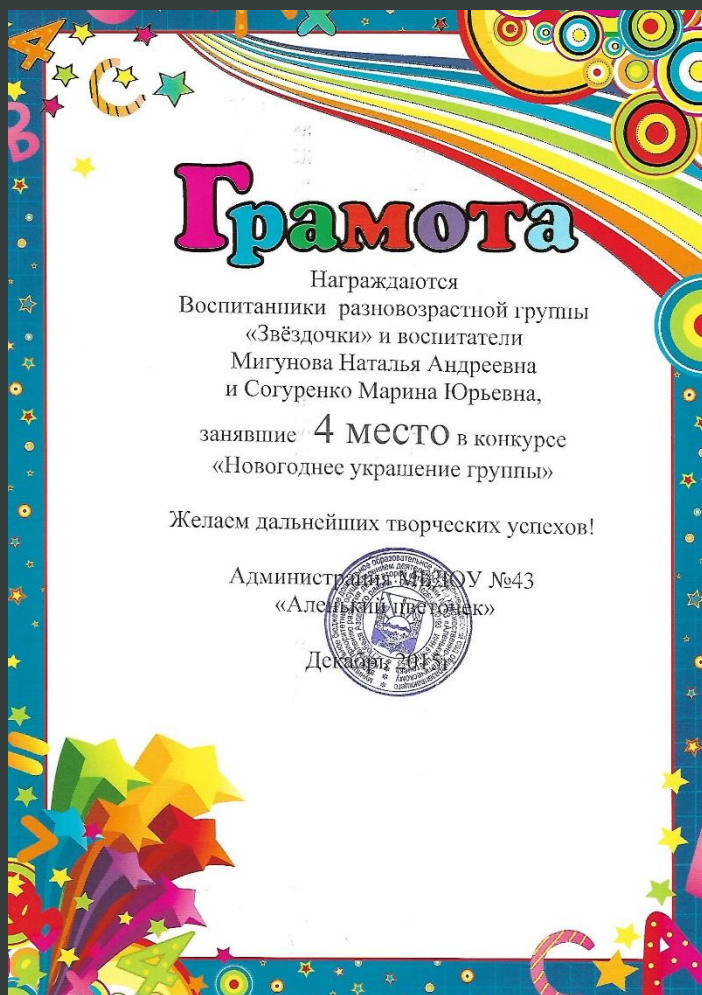 Грамота
Награждаются
Воспитанники разновозрастной группы
«Звёздочки» и воспитатели
Мигунова Наталья Андреевна
и Согуренко Марина Юрьевна,
занявшие 4 место в конкурсе
«Новогоднее украшение группы»
Желаем дальнейших творческих успехов!
Администрация МБДОУ №43
«Аленький цветочек»
Декабрь 2015г